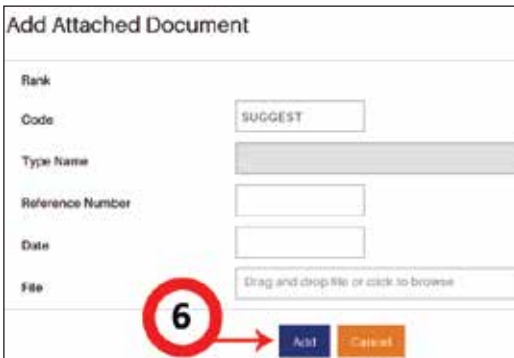 Add Attached Document
Rank
Code SUGGEST
Type Name
Reference Number
Date
File Drag and drop file or click to browse
6 Add Cancel